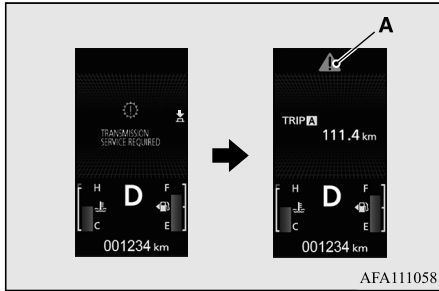 A
TRANSMISSION
SERVICE REQUIRED
H
D
F
C
E
001234 km
TRIP A
111.4 km
H
D
F
C
E
001234 km
AFA111058